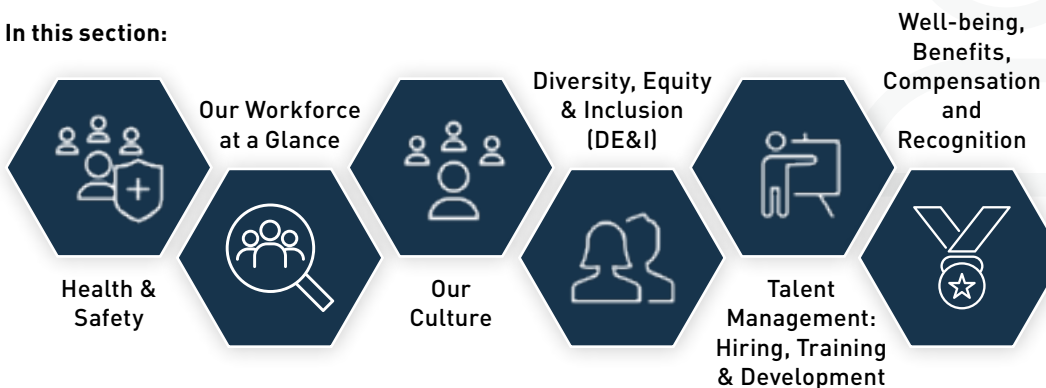 In this section:
Health &
Safety
Our Workforce
at a Glance
Our
Culture
Diversity, Equity
& Inclusion
(DE&I)
Talent
Management:
Hiring, Training
& Development
Well-being,
Benefits,
Compensation
and
Recognition